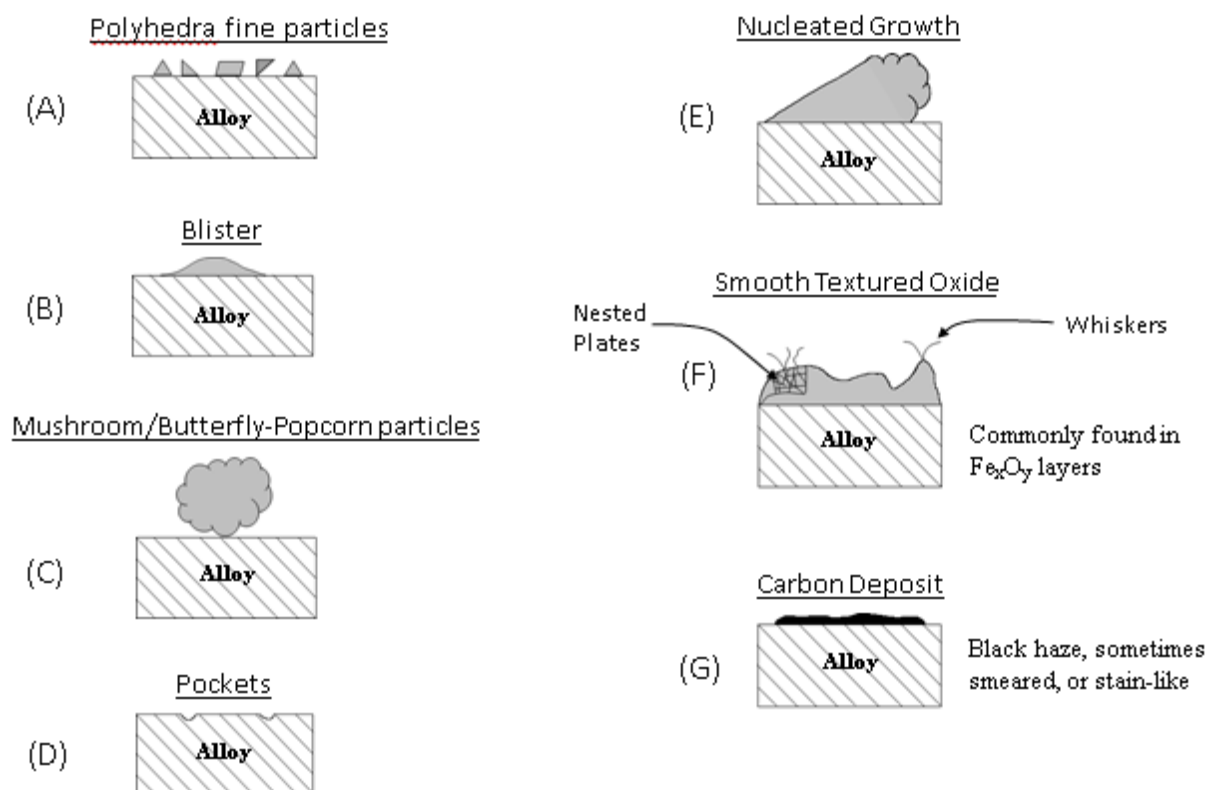 Polyhedra fine particles
(A)
Alloy
Blister
(B)
Alloy
Mushroom/Butterfly-Popcorn particles
(C)
Alloy
Pockets
(D)
Alloy
Nucleated Growth
(E)
Alloy
Smooth Textured Oxide
Nested
Plates
Whiskers
(F)
Alloy
Commonly found in
FexOy layers
Carbon Deposit
(G)
Alloy
Black haze, sometimes
smeared, or stain-like